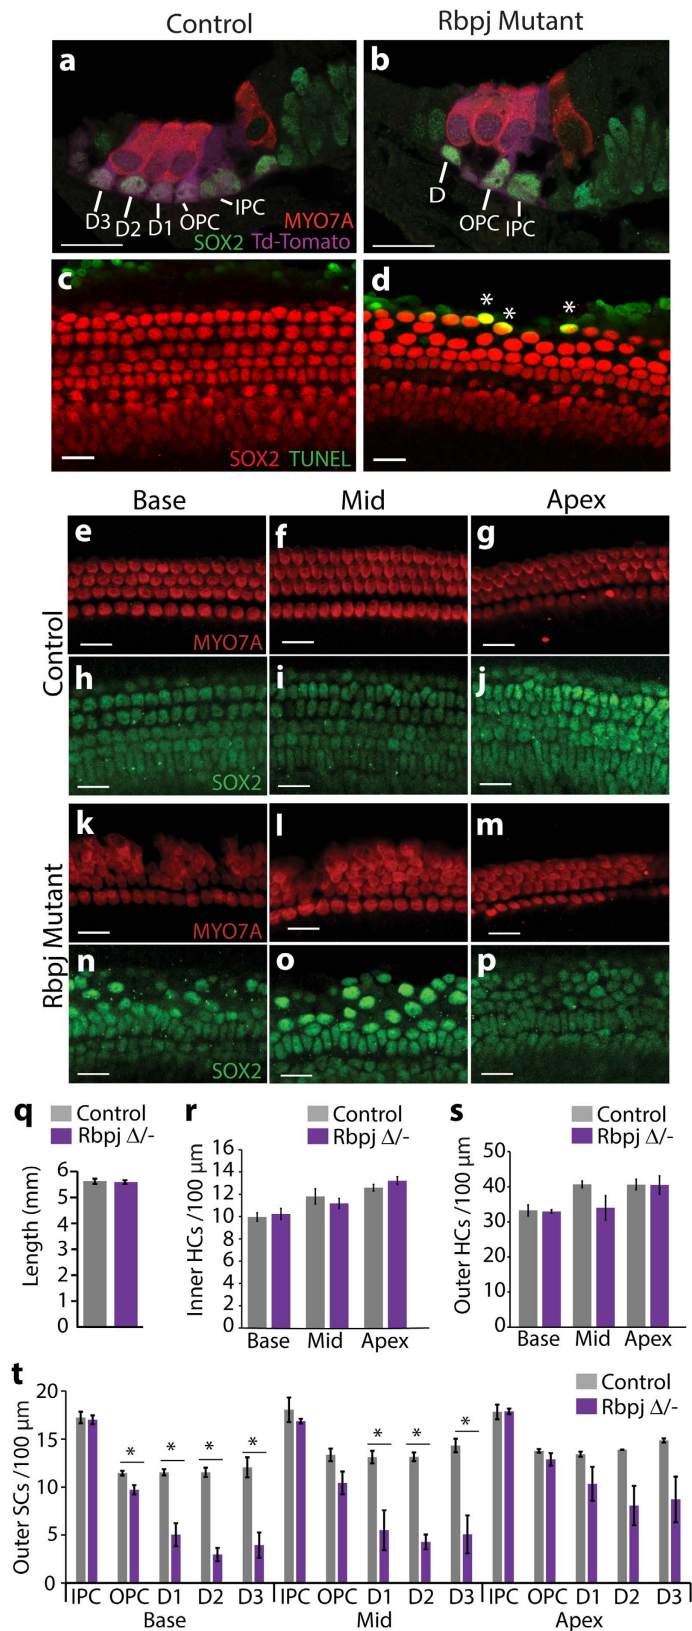 Control Rbpj Mutant
a b
D3 D2 D1 OPC IPC
MYO7A
SOX2 Td-Tomato
D OPC IPC
c d
* * *
SOX2 TUNEL
Base Mid Apex
Control
e f g
MYO7A
h i j
SOX2
Rbpj Mutant
k l m
MYO7A
n o p
SOX2
q
Control
Rbpj Δ/-
Length (mm)
6
5
4
3
2
1
0
r
Control
Rbpj Δ/-
Inner HCs /100 µm
16
14
12
10
8
6
4
2
0
Base Mid Apex
s
Control
Rbpj Δ/-
Outer HCs /100 µm
50
40
30
20
10
0
Base Mid Apex
t
Control
Rbpj Δ/-
Outer SCs /100 µm
20
15
10
5
0
* * * * * * *
IPC OPC D1 D2 D3 IPC OPC D1 D2 D3 IPC OPC D1 D2 D3
Base Mid Apex